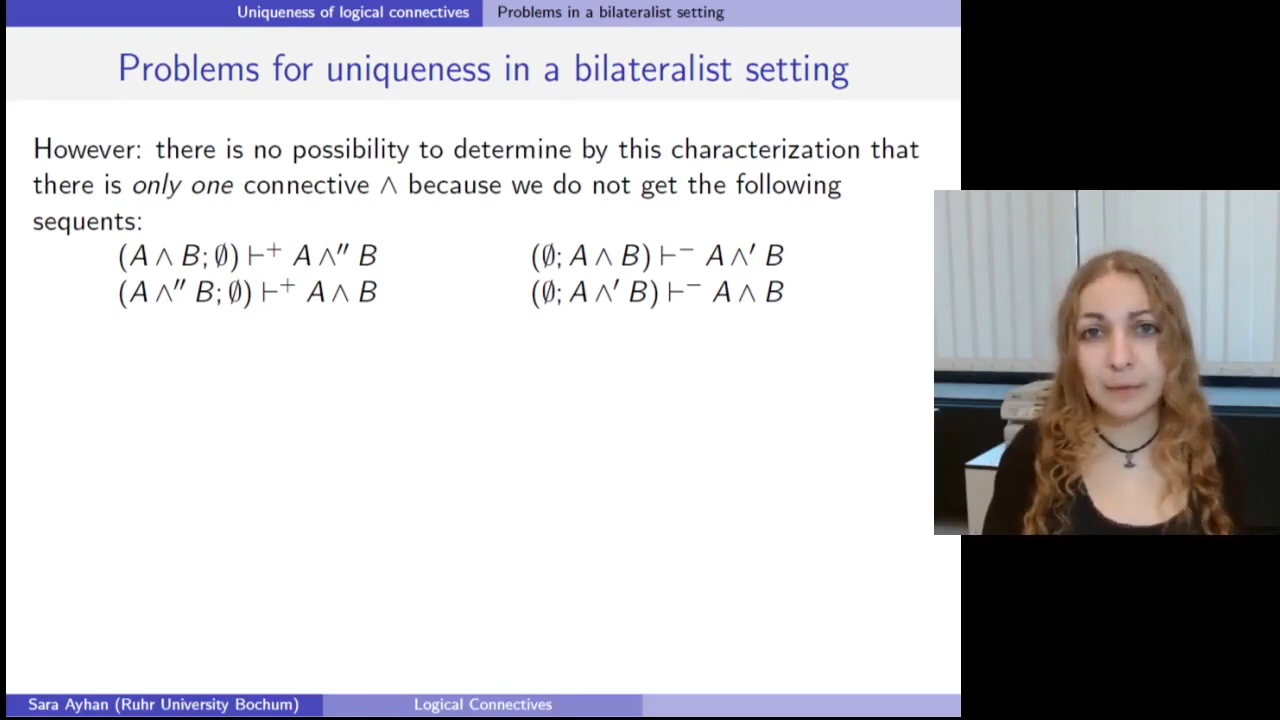 Uniqueness of logical connectives Problems in a bilateralist setting
Problems for uniqueness in a bilateralist setting
However: there is no possibility to determine by this characterization that
there is only one connective ∧ because we do not get the following
sequents:
(A ∧ B; ∅) ⊢⁺ A ∧′′ B (∅; A ∧ B) ⊢⁻ A ∧′ B
(A ∧′′ B; ∅) ⊢⁺ A ∧ B (∅; A ∧′ B) ⊢⁻ A ∧ B
Sara Ayhan (Ruhr University Bochum) Logical Connectives